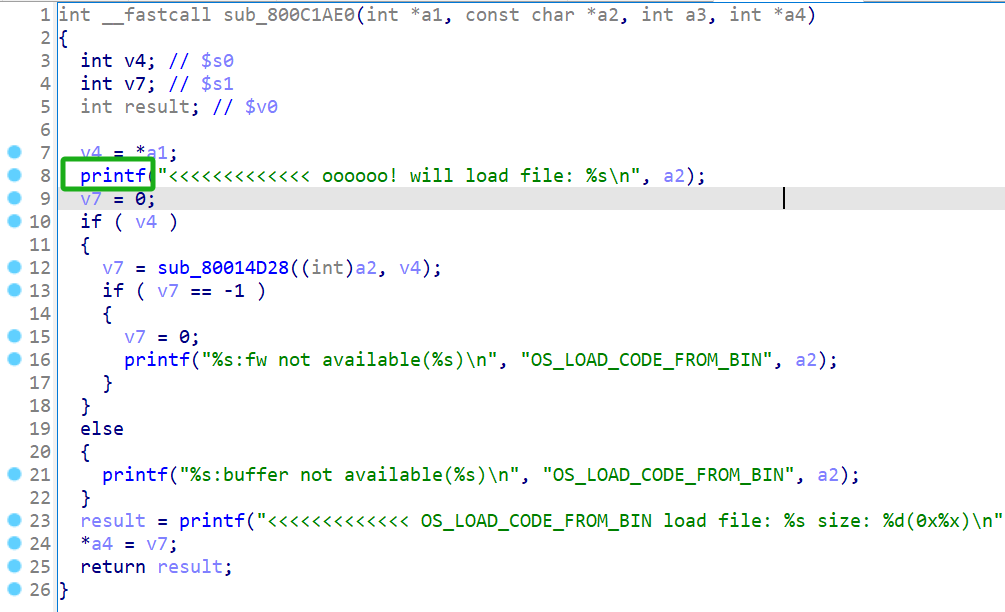 1 int __fastcall sub_800C1AE0(int *a1, const char *a2, int a3, int *a4)
2 {
3 int v4; // $s0
4 int v7; // $s1
5 int result; // $v0
6
7 v4 = *a1;
8 printf("<<<<<<<<<<<<< oooooo! will load file: %s\n", a2);
9 v7 = 0;
10 if ( v4 )
11 {
12 v7 = sub_80014D28((int)a2, v4);
13 if ( v7 == -1 )
14 {
15 v7 = 0;
16 printf("%s:fw not available(%s)\n", "OS_LOAD_CODE_FROM_BIN", a2);
17 }
18 }
19 else
20 {
21 printf("%s:buffer not available(%s)\n", "OS_LOAD_CODE_FROM_BIN", a2);
22 }
23 result = printf("<<<<<<<<<<<<< OS_LOAD_CODE_FROM_BIN load file: %s size: %d(0x%x)\n"
24 *a4 = v7;
25 return result;
26 }